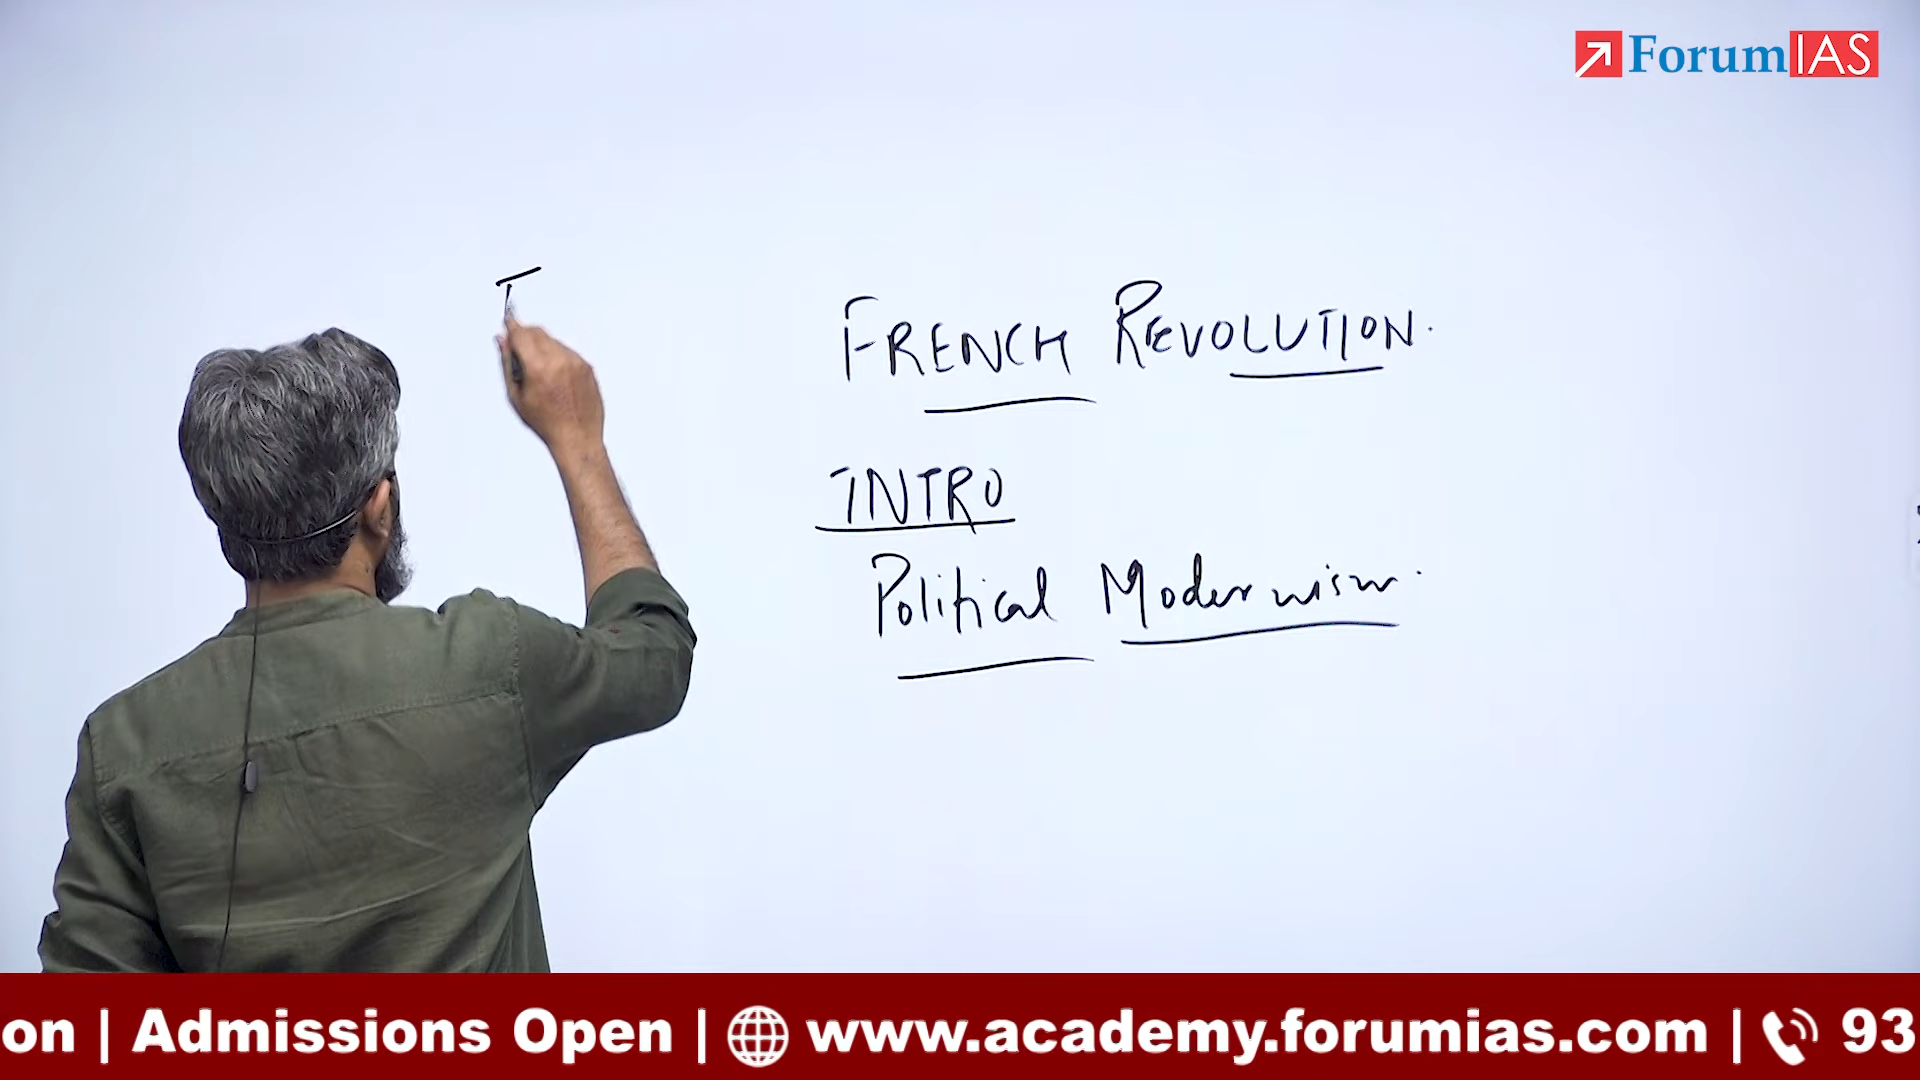 ForumIAS
FRENCH REVOLUTION.
INTRO
Political Modernism.
on | Admissions Open | www.academy.forumias.com | 93